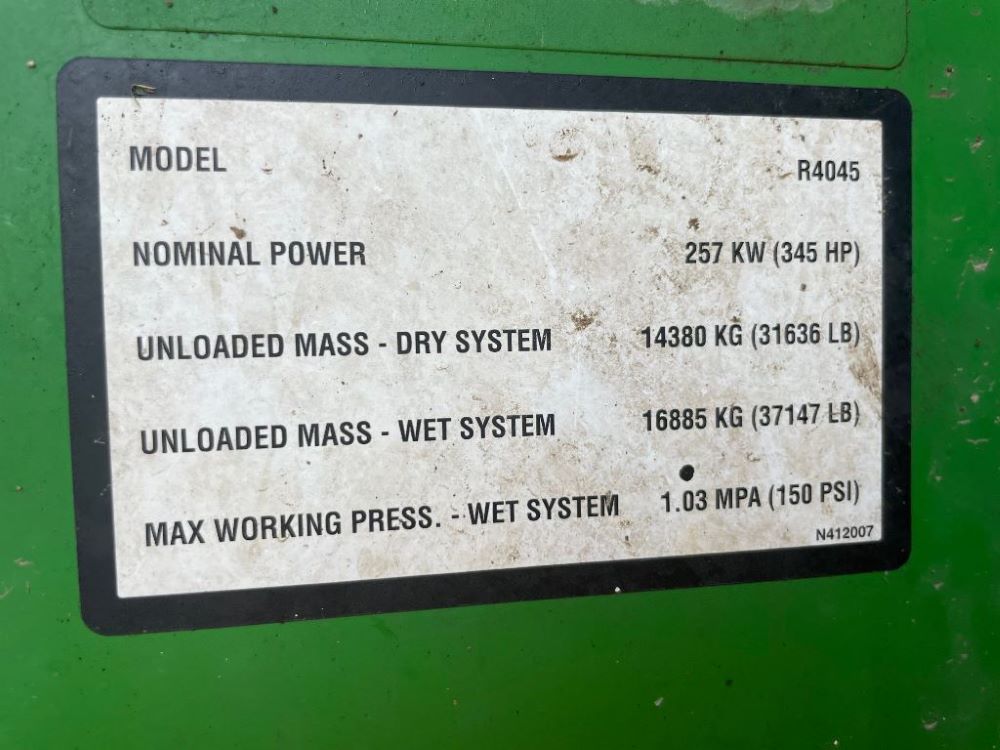 MODEL R4045
NOMINAL POWER 257 KW (345 HP)
UNLOADED MASS - DRY SYSTEM 14380 KG (31636 LB)
UNLOADED MASS - WET SYSTEM 16885 KG (37147 LB)
MAX WORKING PRESS. - WET SYSTEM 1.03 MPA (150 PSI)
N412007